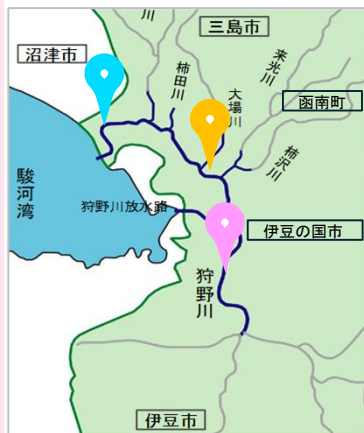 川
三島市
来光川
沼津市
柿田川
大場川
函南町
柿沢川
駿河湾
狩野川放水路
伊豆の国市
狩野川
伊豆市